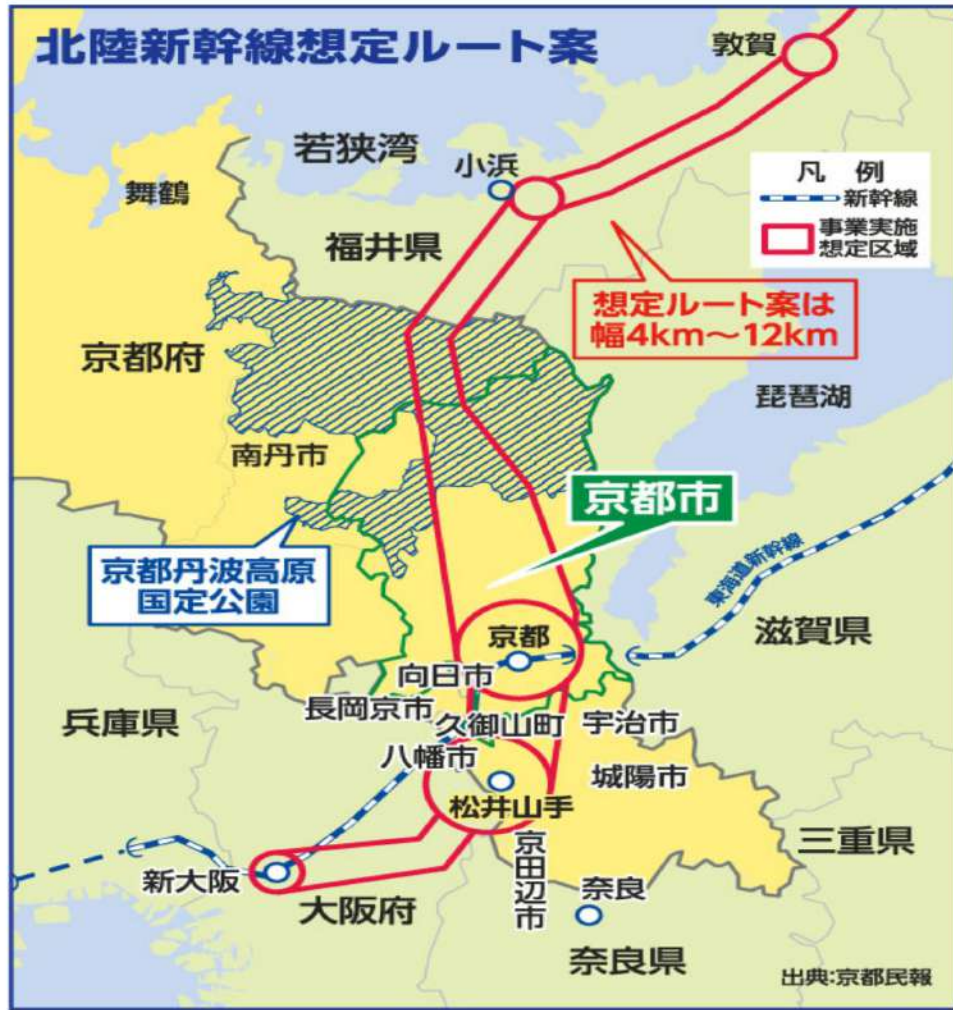 北陸新幹線想定ルート案
敦賀
若狭湾
小浜
舞鶴
凡 例
新幹線
事業実施
想定区域
福井県
想定ルート案は
幅4km～12km
京都府
琵琶湖
南丹市
京都市
京都丹波高原
国定公園
東海道新幹線
滋賀県
京都
向日市
長岡京市
久御山町
宇治市
兵庫県
八幡市
城陽市
松井山手
三重県
京田辺市
新大阪
大阪府
奈良
奈良県
出典:京都民報